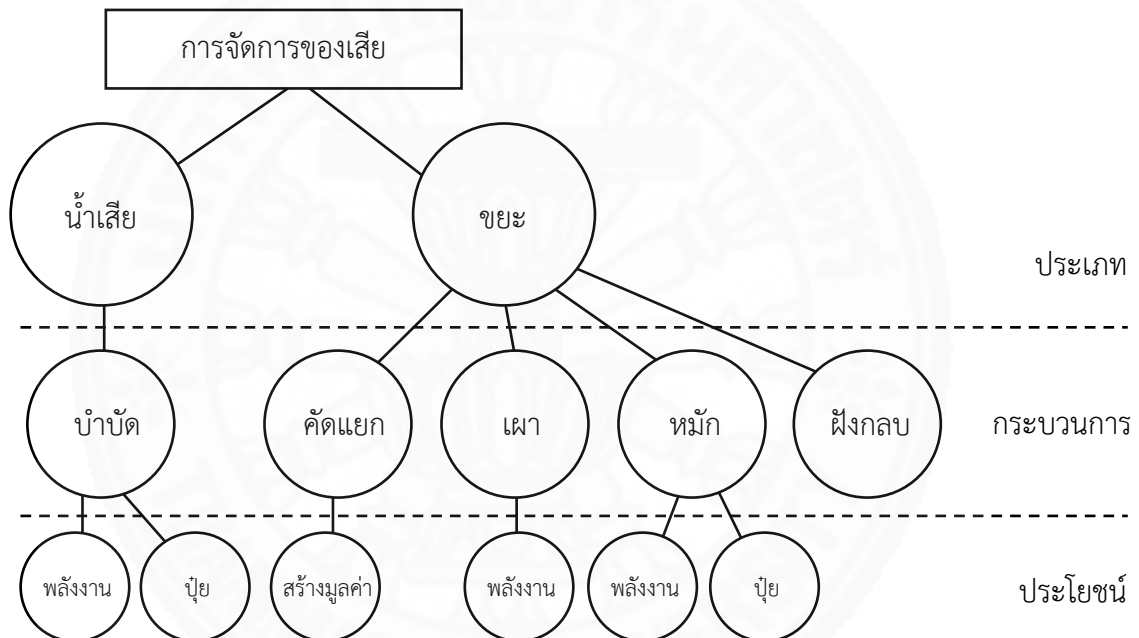 การจัดการของเสีย
น้ำเสีย
ขยะ
ประเภท
บำบัด
คัดแยก
เผา
หมัก
ฝังกลบ
กระบวนการ
พลังงาน
ปุ๋ย
สร้างมูลค่า
พลังงาน
พลังงาน
ปุ๋ย
ประโยชน์